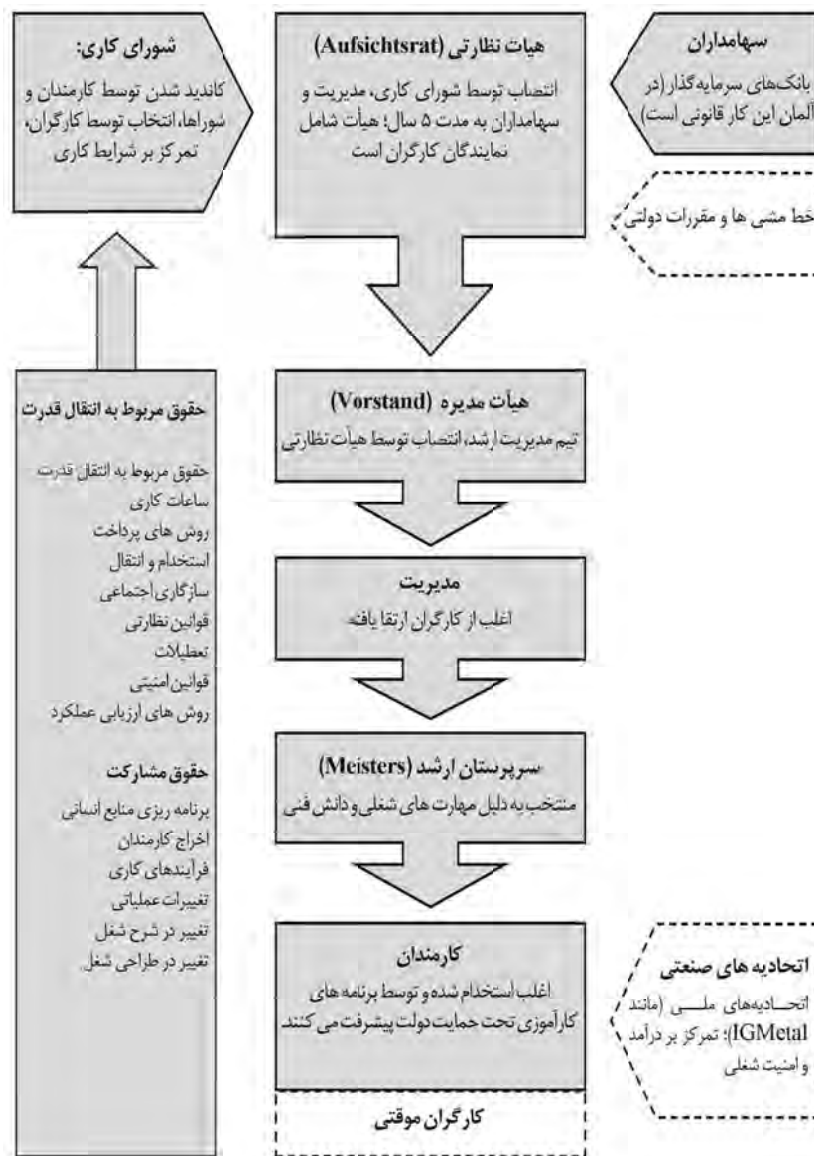 سهامداران
بانک‌های سرمایه‌گذار (در
آلمان این کار قانونی است)
خط مشی ها و مقررات دولتی
هیات نظارتی (Aufsichtsrat)
انتصاب توسط شورای کاری، مدیریت و
سهامداران به مدت ۵ سال؛ هیأت شامل
نمایندگان کارگران است
شورای کاری:
کاندید شدن توسط کارمندان و
شوراها، انتخاب توسط کارگران،
تمرکز بر شرایط کاری
هیأت مدیره (Vorstand)
تیم مدیریت ارشد، انتصاب توسط هیأت نظارتی
مدیریت
اغلب از کارگران ارتقا یافته
سرپرستان ارشد (Meisters)
منتخب به دلیل مهارت های شغلی و دانش فنی
کارمندان
اغلب استخدام شده و توسط برنامه های
کارآموزی تحت حمایت دولت پیشرفت می کنند.
کارگران موقتی
اتحادیه های صنعتی
اتحادیه‌های ملی (مانند
IGMetal)؛ تمرکز بر درآمد
و امنیت شغلی
حقوق مربوط به انتقال قدرت
حقوق مربوط به انتقال قدرت
ساعات کاری
روش های پرداخت
استخدام و انتقال
سازگاری اجتماعی
قوانین نظارتی
تعطیلات
قوانین امنیتی
روش های ارزیابی عملکرد
حقوق مشارکت
برنامه ریزی منابع انسانی
اخراج کارمندان
فرآیندهای کاری
تغییرات عملیاتی
تغییر در شرح شغل
تغییر در طراحی شغل